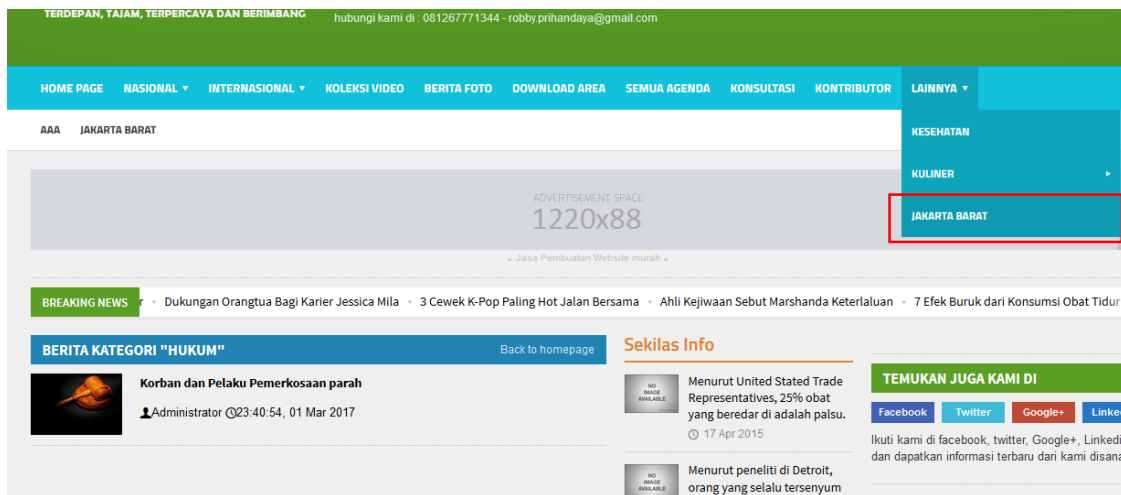 TERDEPAN, TAJAM, TERPERCAYA DAN BERIMBANG
hubungi kami di : 081267771344 - robby.prihandaya@gmail.com
HOME PAGE NASIONAL INTERNASIONAL KOLEKSI VIDEO BERITA FOTO DOWNLOAD AREA SEMUA AGENDA KONSULTASI KONTRIBUTOR LAINNYA
AAA JAKARTA BARAT
KESEHATAN
KULINER
JAKARTA BARAT
ADVERTISEMENT SPACE
1220x88
Jasa Pembuatan Website murah
BREAKING NEWS r • Dukungan Orangtua Bagi Karier Jessica Mila • 3 Cewek K-Pop Paling Hot Jalan Bersama • Ahli Kejiwaan Sebut Marshanda Keterlaluan • 7 Efek Buruk dari Konsumsi Obat Tidur
BERITA KATEGORI "HUKUM" Back to homepage
Korban dan Pelaku Pemerkosaan parah
Administrator 23:40:54, 01 Mar 2017
Sekilas Info
NO
IMAGE
AVAILABLE
Menurut United Stated Trade
Representatives, 25% obat
yang beredar di adalah palsu.
17 Apr 2015
NO
IMAGE
AVAILABLE
Menurut peneliti di Detroit,
orang yang selalu tersenyum
TEMUKAN JUGA KAMI DI
Facebook Twitter Google+ Linke
Ikuti kami di facebook, twitter, Google+, Linkedi
dan dapatkan informasi terbaru dari kami disana